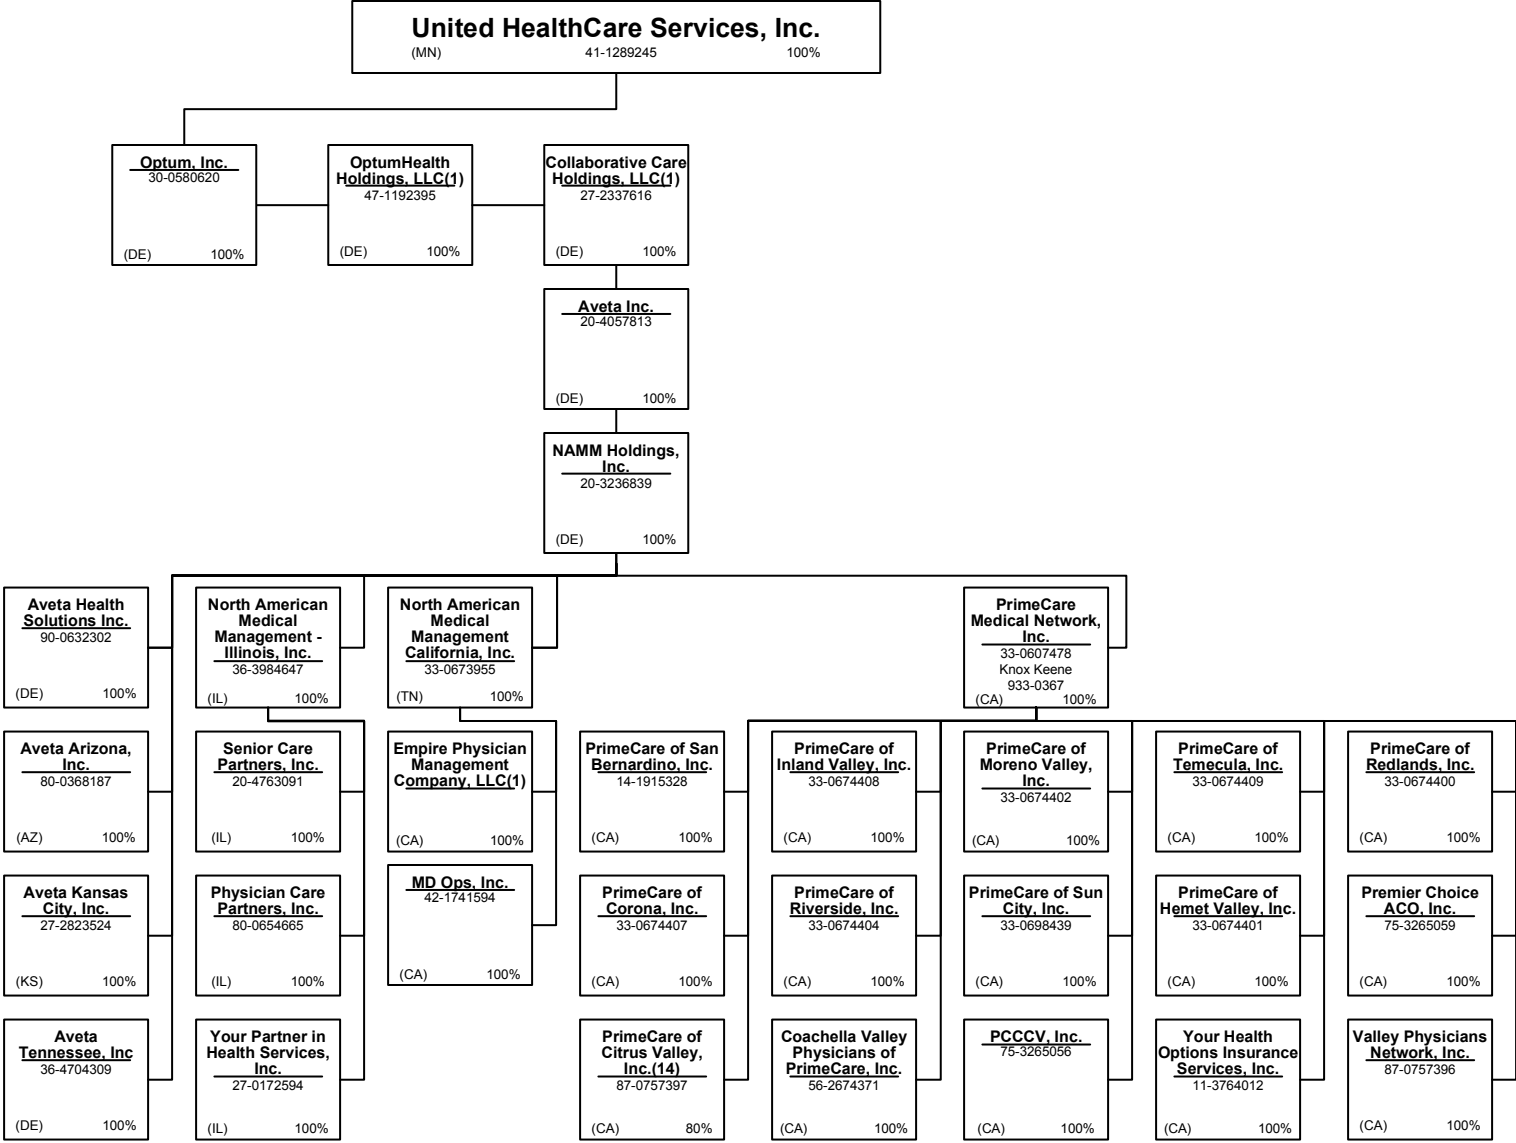 United HealthCare Services, Inc.
(MN) 41-1289245 100%
Optum, Inc.
30-0580620
(DE) 100%
OptumHealth
Holdings, LLC(1)
47-1192395
(DE) 100%
Collaborative Care
Holdings, LLC(1)
27-2337616
(DE) 100%
Aveta Inc.
20-4057813
(DE) 100%
NAMM Holdings,
Inc.
20-3236839
(DE) 100%
Aveta Health
Solutions Inc.
90-0632302
(DE) 100%
North American
Medical
Management -
Illinois, Inc.
36-3984647
(IL) 100%
North American
Medical
Management
California, Inc.
33-0673955
(TN) 100%
PrimeCare
Medical Network,
Inc.
33-0607478
Knox Keene
933-0367
(CA) 100%
Aveta Arizona,
Inc.
80-0368187
(AZ) 100%
Senior Care
Partners, Inc.
20-4763091
(IL) 100%
Empire Physician
Management
Company, LLC(1)
(CA) 100%
PrimeCare of San
Bernardino, Inc.
14-1915328
(CA) 100%
PrimeCare of
Inland Valley, Inc.
33-0674408
(CA) 100%
PrimeCare of
Moreno Valley,
Inc.
33-0674402
(CA) 100%
PrimeCare of
Temecula, Inc.
33-0674409
(CA) 100%
PrimeCare of
Redlands, Inc.
33-0674400
(CA) 100%
Aveta Kansas
City, Inc.
27-2823524
(KS) 100%
Physician Care
Partners, Inc.
80-0654665
(IL) 100%
MD Ops, Inc.
42-1741594
(CA) 100%
PrimeCare of
Corona, Inc.
33-0674407
(CA) 100%
PrimeCare of
Riverside, Inc.
33-0674404
(CA) 100%
PrimeCare of Sun
City, Inc.
33-0698439
(CA) 100%
PrimeCare of
Hemet Valley, Inc.
33-0674401
(CA) 100%
Premier Choice
ACO, Inc.
75-3265059
(CA) 100%
Aveta
Tennessee, Inc
36-4704309
(DE) 100%
Your Partner in
Health Services,
Inc.
27-0172594
(IL) 100%
PrimeCare of
Citrus Valley,
Inc.(14)
87-0757397
(CA) 80%
Coachella Valley
Physicians of
PrimeCare, Inc.
56-2674371
(CA) 100%
PCCCV, Inc.
75-3265056
(CA) 100%
Your Health
Options Insurance
Services, Inc.
11-3764012
(CA) 100%
Valley Physicians
Network, Inc.
87-0757396
(CA) 100%